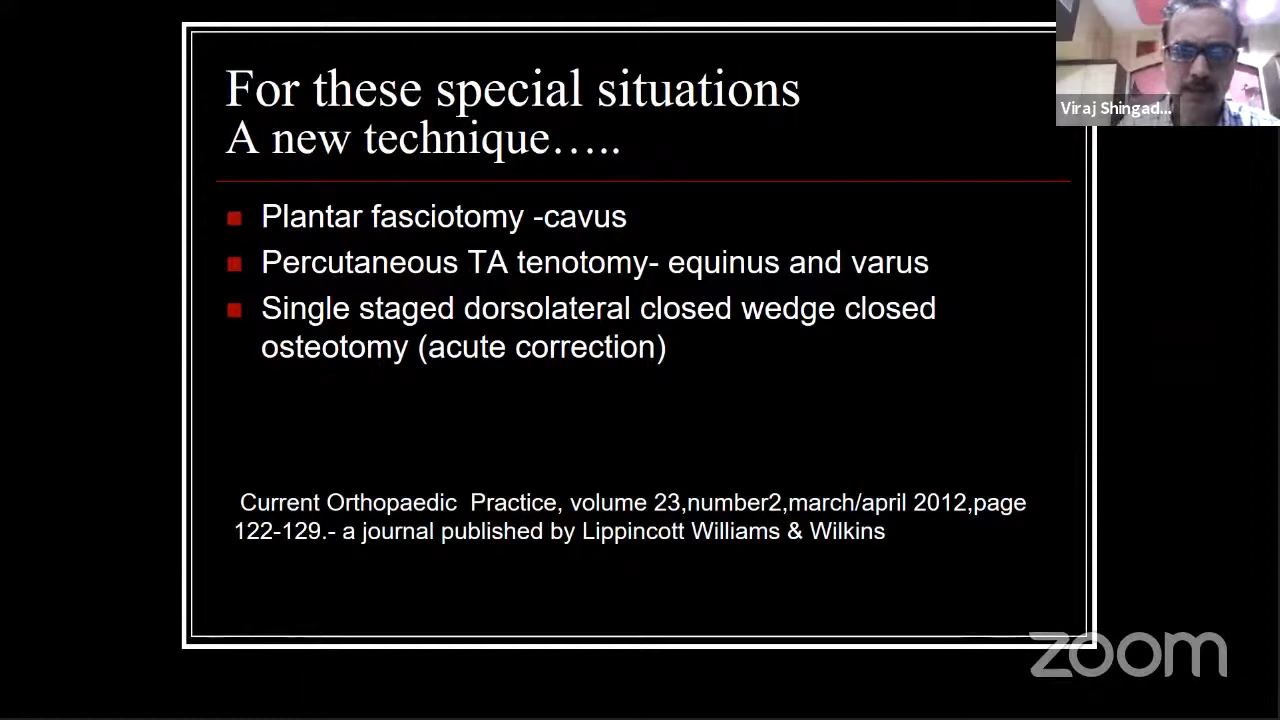 For these special situations
A new technique…..
Plantar fasciotomy -cavus
Percutaneous TA tenotomy- equinus and varus
Single staged dorsolateral closed wedge closed
osteotomy (acute correction)
Current Orthopaedic Practice, volume 23,number2,march/april 2012,page
122-129.- a journal published by Lippincott Williams & Wilkins
Viraj Shingad...
zoom